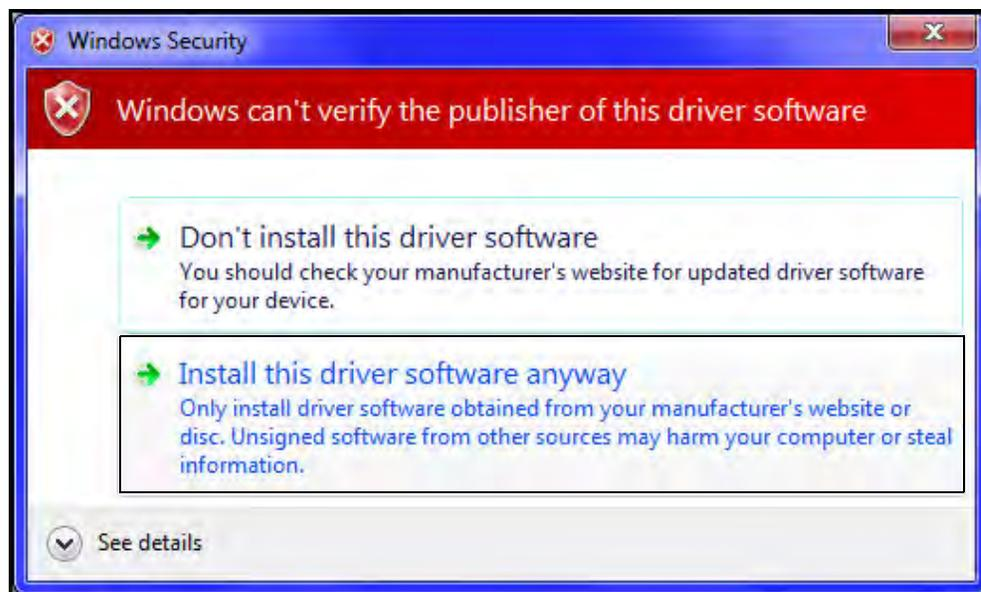 Windows Security
Windows can't verify the publisher of this driver software
Don't install this driver software
You should check your manufacturer's website for updated driver software
for your device.
Install this driver software anyway
Only install driver software obtained from your manufacturer's website or
disc. Unsigned software from other sources may harm your computer or steal
information.
See details